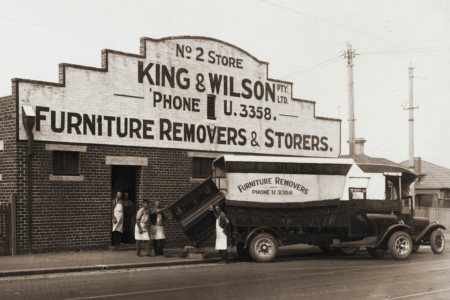 No. 2 STORE
KING & WILSON PTY. LTD.
'PHONE U.3358.
FURNITURE REMOVERS & STORERS.
FURNITURE REMOVERS
PHONE U 3358